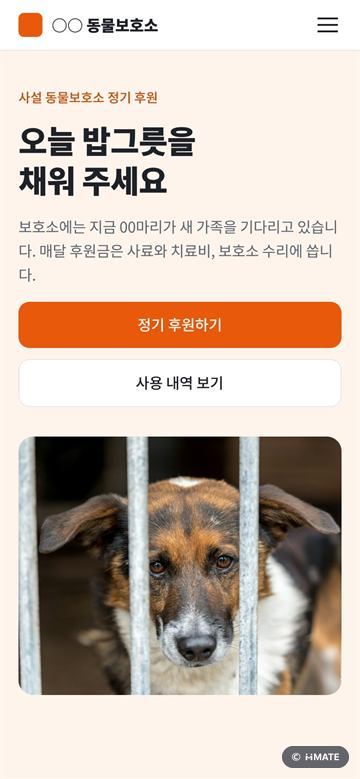 ○○ 동물보호소
사설 동물보호소 정기 후원
오늘 밥그릇을
채워 주세요
보호소에는 지금 00마리가 새 가족을 기다리고 있습니
다. 매달 후원금은 사료와 치료비, 보호소 수리에 씁니
다.
정기 후원하기
사용 내역 보기
© MATE